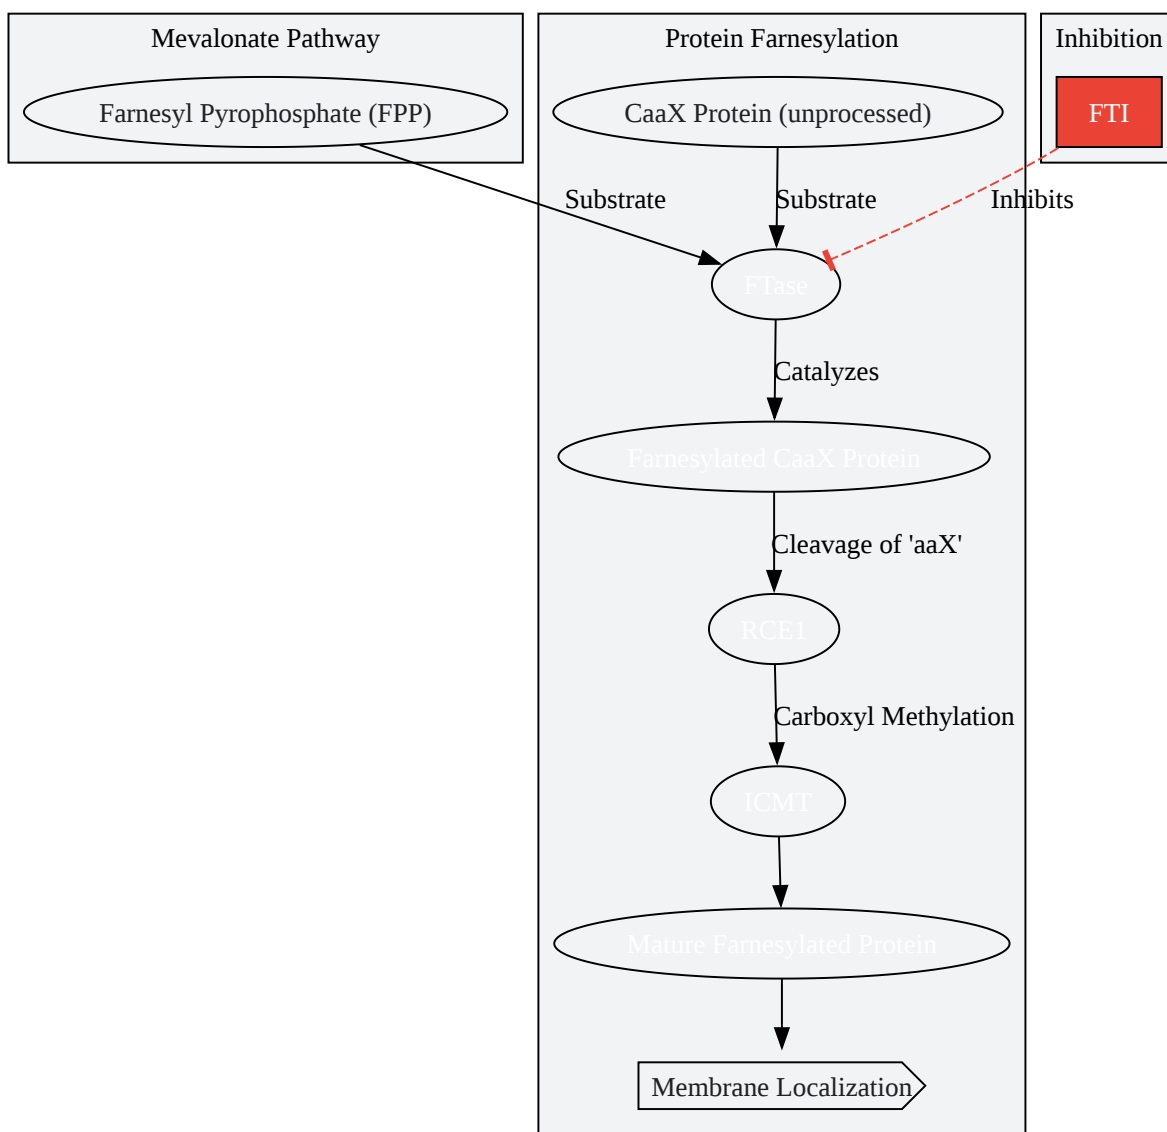 Mevalonate Pathway
Protein Farnesylation
Inhibition
Farnesyl Pyrophosphate (FPP)
CaaX Protein (unprocessed)
FTI
Substrate
Substrate
Inhibits
FTase
Catalyzes
Farnesylated CaaX Protein
Cleavage of 'aaX'
RCE1
Carboxyl Methylation
ICMT
Mature Farnesylated Protein
Membrane Localization